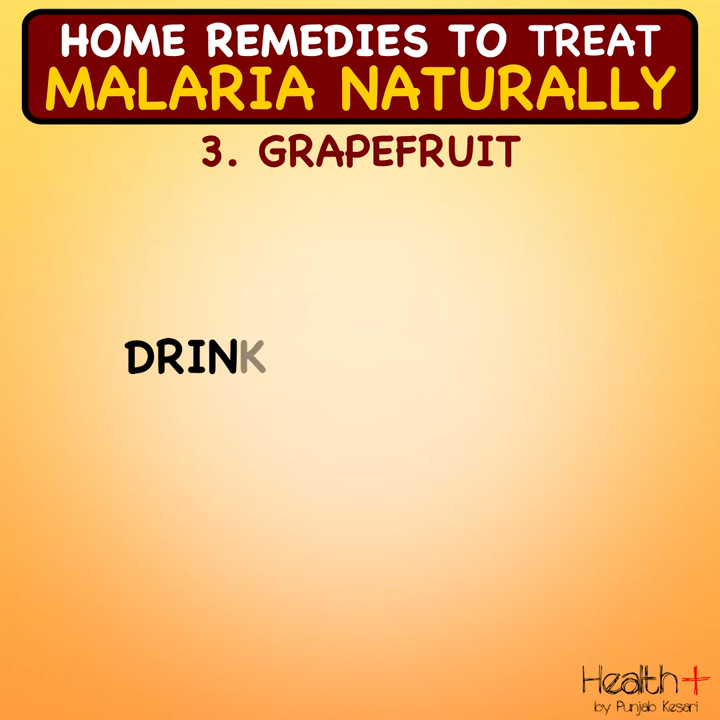 HOME REMEDIES TO TREAT
MALARIA NATURALLY
3. GRAPEFRUIT
DRINK
Health+
by Punjab Kesari